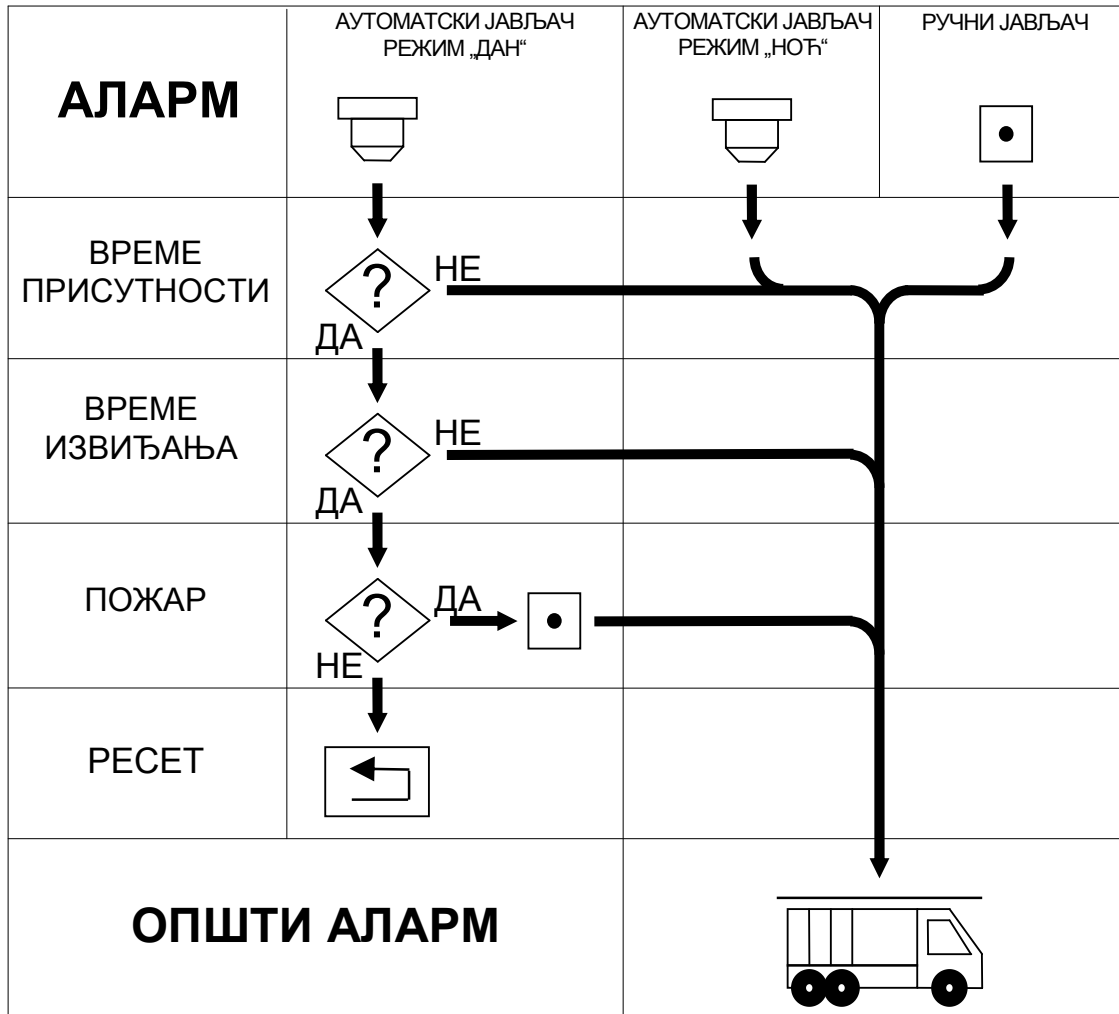 АУТОМАТСКИ ЈАВЉАЧ
РЕЖИМ „ДАН“
АУТОМАТСКИ ЈАВЉАЧ
РЕЖИМ „НОЋ“
РУЧНИ ЈАВЉАЧ
АЛАРМ
ВРЕМЕ
ПРИСУТНОСТИ
?
НЕ
ДА
ВРЕМЕ
ИЗВИЂАЊА
?
НЕ
ДА
ПОЖАР
?
ДА
НЕ
РЕСЕТ
ОПШТИ АЛАРМ